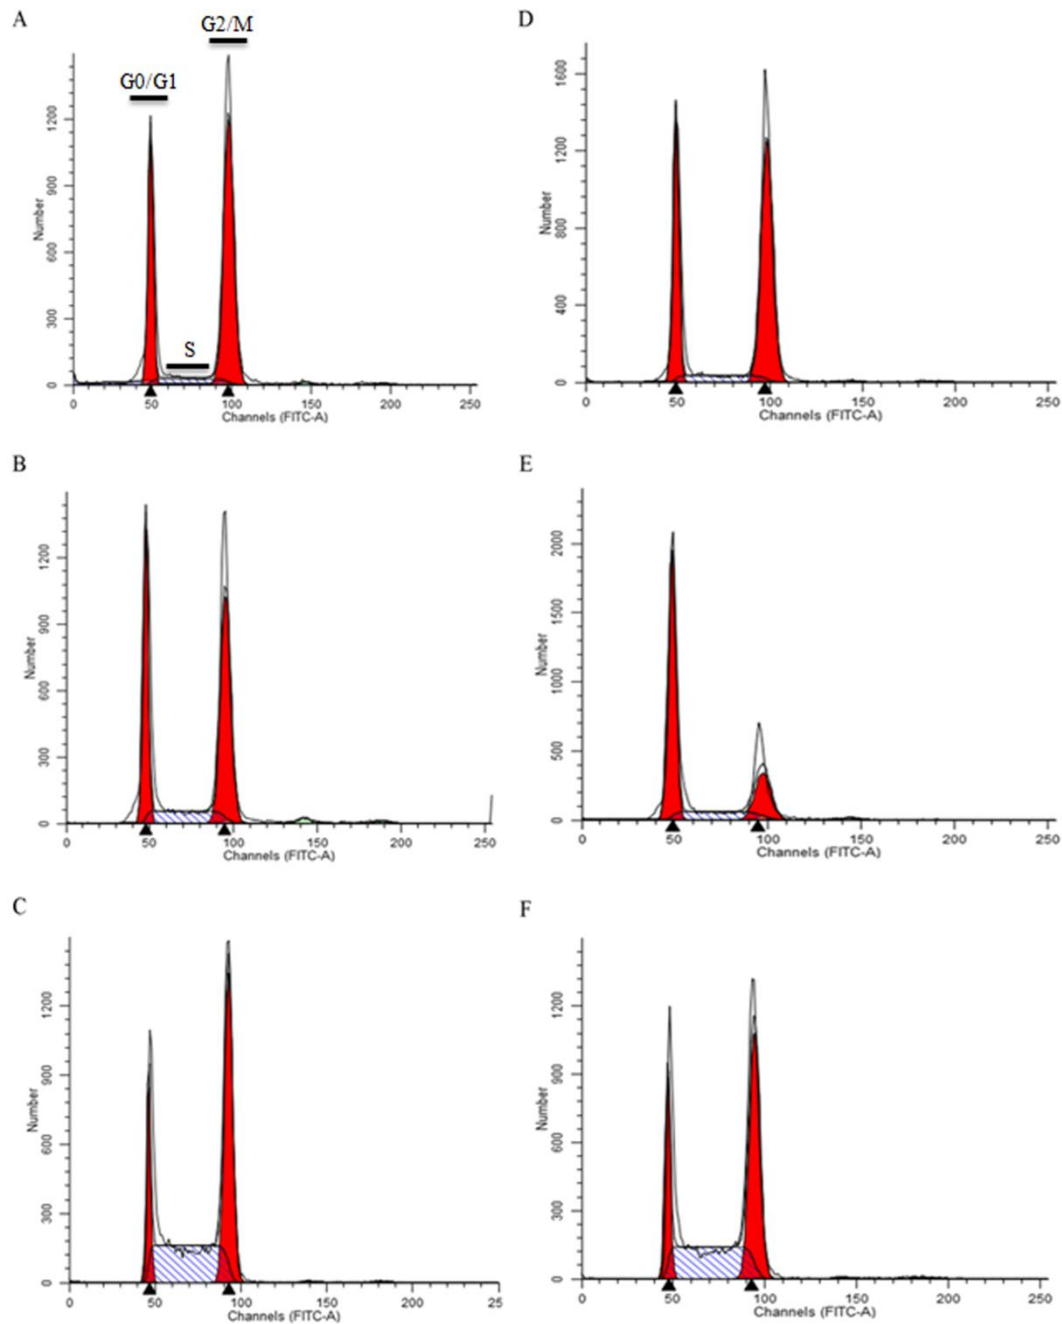 A
G0/G1
S
G2/M
Number
0 300 600 900 1200
0 50 100 150 200 250
Channels (FITC-A)
D
Number
0 400 800 1200 1600
0 50 100 150 200 250
Channels (FITC-A)
B
Number
0 300 600 900 1200
0 50 100 150 200 250
Channels (FITC-A)
E
Number
0 500 1000 1500 2000
0 50 100 150 200 250
Channels (FITC-A)
C
Number
0 300 600 900 1200
0 50 100 150 200 25
Channels (FITC-A)
F
Number
0 300 600 900 1200
0 50 100 150 200 250
Channels (FITC-A)